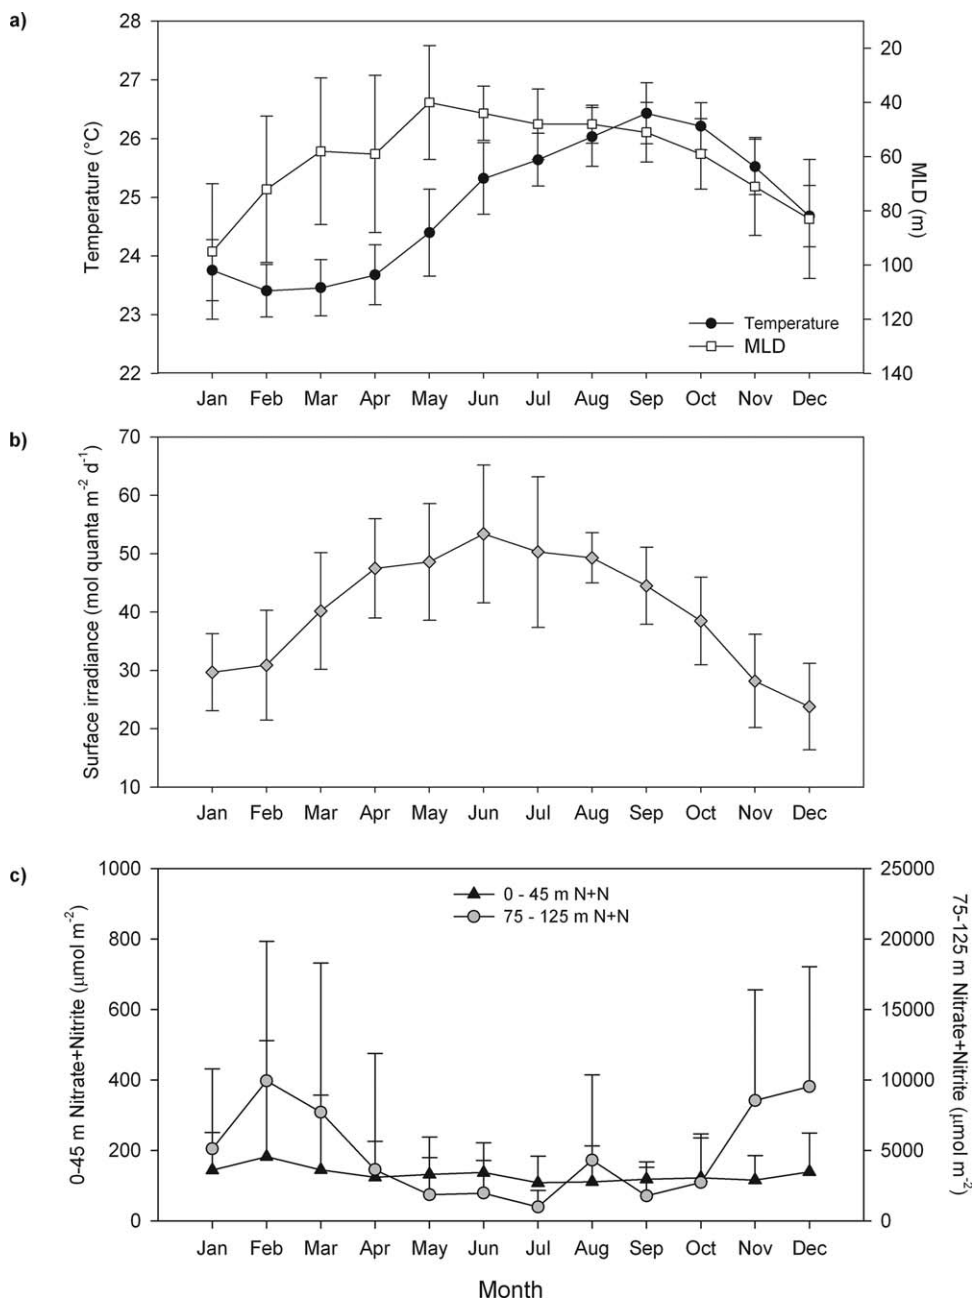 a)
28
27
26
25
24
23
22
Temperature (°C)
20
40
60
80
100
120
140
MLD (m)
Temperature
MLD
Jan Feb Mar Apr May Jun Jul Aug Sep Oct Nov Dec
b)
70
60
50
40
30
20
10
Surface irradiance (mol quanta m-2 d-1)
Jan Feb Mar Apr May Jun Jul Aug Sep Oct Nov Dec
c)
1000
800
600
400
200
0
0-45 m Nitrate+Nitrite (μmol m-2)
0 - 45 m N+N
75 - 125 m N+N
25000
20000
15000
10000
5000
0
75-125 m Nitrate+Nitrite (μmol m-2)
Jan Feb Mar Apr May Jun Jul Aug Sep Oct Nov Dec
Month